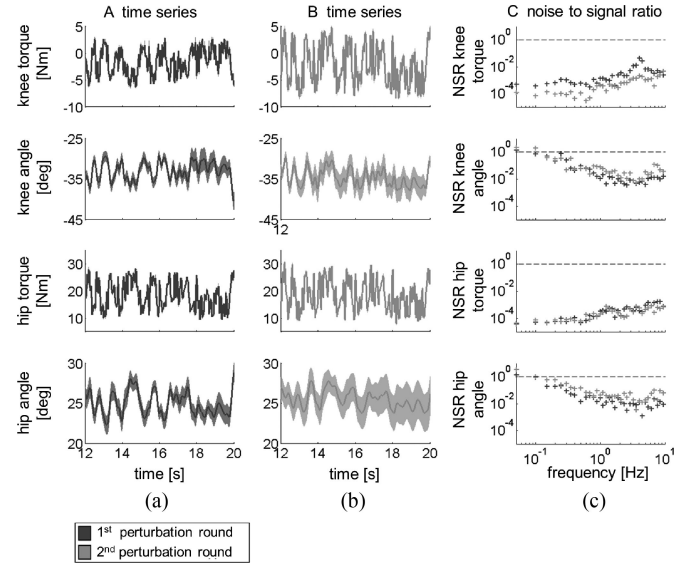 A time series
B time series
C noise to signal ratio
knee torque
[Nm]
5
0
-5
-10
5
0
-5
-10
NSR knee
torque
10^0
10^-2
10^-4
knee angle
[deg]
-25
-35
-45
-25
-35
-45
12
NSR knee
angle
10^0
10^-2
10^-4
hip torque
[Nm]
30
20
10
30
20
10
NSR hip
torque
10^0
10^-2
10^-4
hip angle
[deg]
30
25
20
12 14 16 18 20
time [s]
30
25
20
12 14 16 18 20
time [s]
NSR hip
angle
10^0
10^-2
10^-4
10^-1 10^0 10^1
frequency [Hz]
(a)
(b)
(c)
1st perturbation round
2nd perturbation round